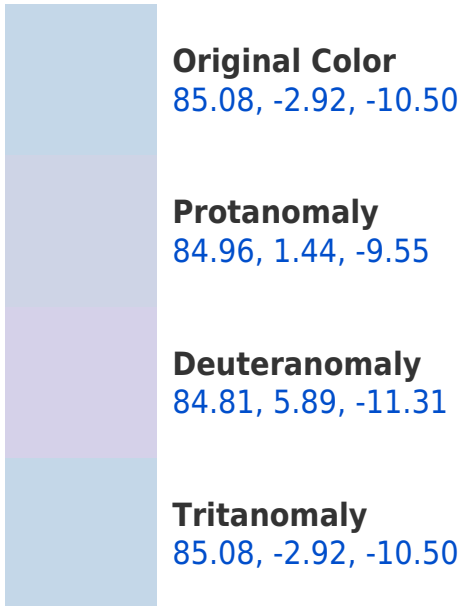 Original Color
85.08, -2.92, -10.50
Protanomaly
84.96, 1.44, -9.55
Deuteranomaly
84.81, 5.89, -11.31
Tritanomaly
85.08, -2.92, -10.50